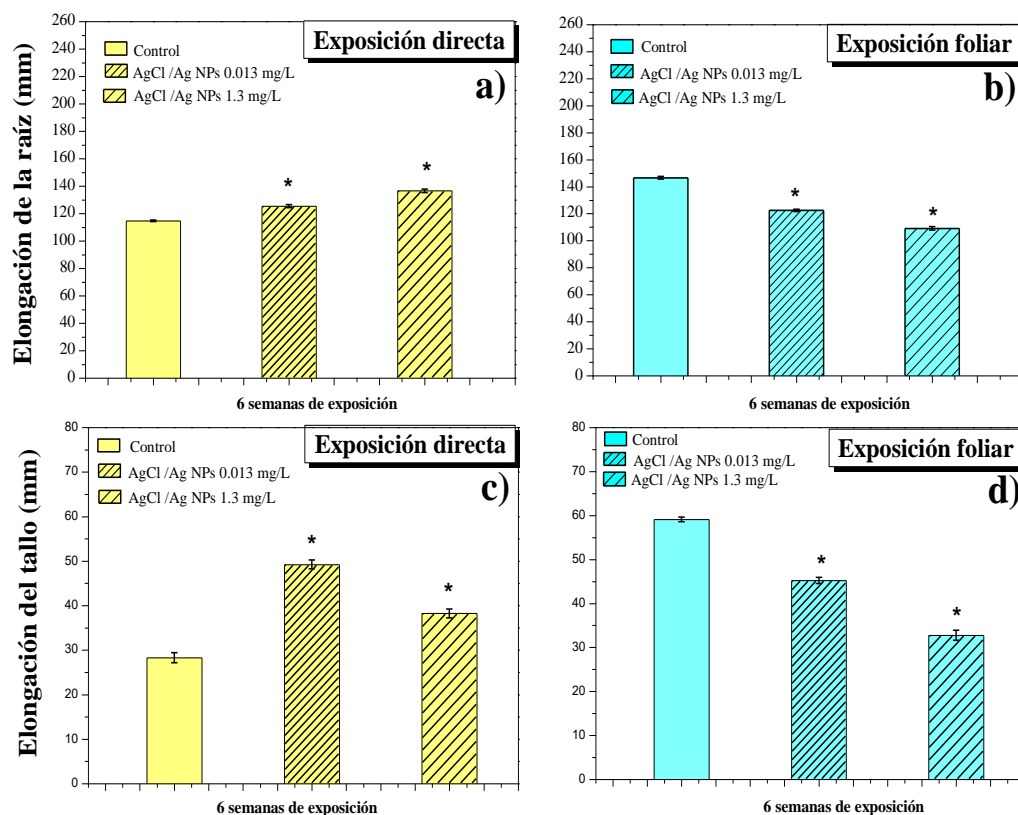 Exposición directa
Control
AgCl /Ag NPs 0.013 mg/L
AgCl /Ag NPs 1.3 mg/L
a)
Elongación de la raíz (mm)
260
240
220
200
180
160
140
120
100
80
60
40
20
0
*
*
6 semanas de exposición
Exposición foliar
Control
AgCl /Ag NPs 0.013 mg/L
AgCl /Ag NPs 1.3 mg/L
b)
260
240
220
200
180
160
140
120
100
80
60
40
20
0
*
*
6 semanas de exposición
Exposición directa
Control
AgCl /Ag NPs 0.013 mg/L
AgCl /Ag NPs 1.3 mg/L
c)
Elongación del tallo (mm)
80
70
60
50
40
30
20
10
0
*
*
6 semanas de exposición
Exposición foliar
Control
AgCl /Ag NPs 0.013 mg/L
AgCl /Ag NPs 1.3 mg/L
d)
80
70
60
50
40
30
20
10
0
*
*
6 semanas de exposición